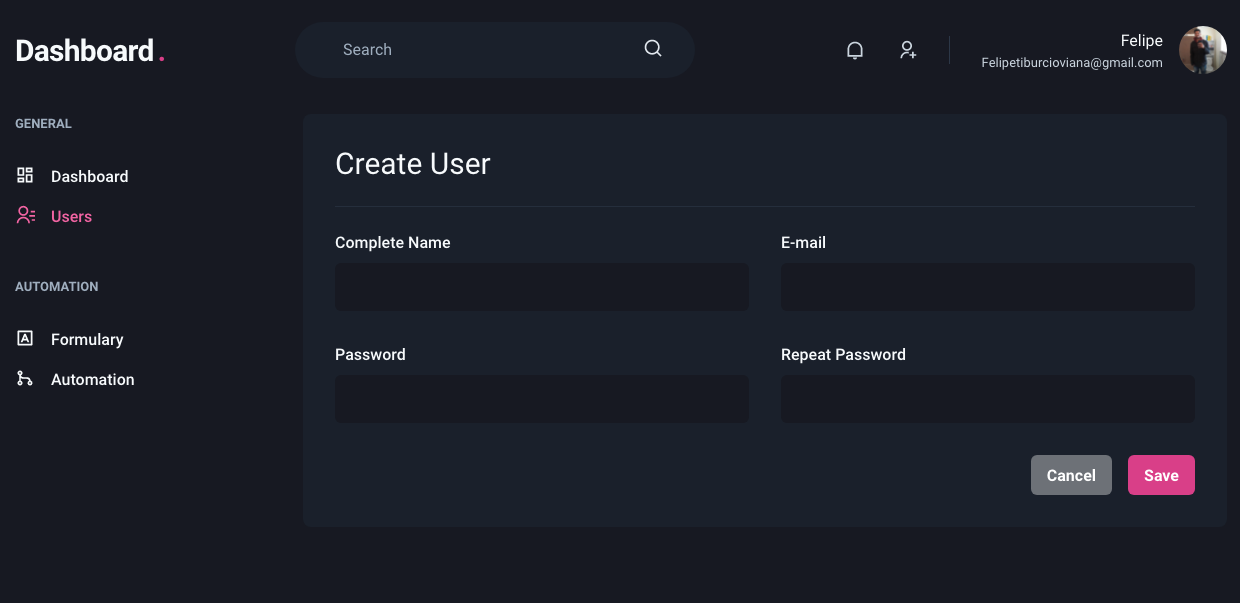 Dashboard.
Search
Felipe
Felipetiburcioviana@gmail.com
GENERAL
Dashboard
Users
AUTOMATION
Formulary
Automation
Create User
Complete Name
E-mail
Password
Repeat Password
Cancel
Save